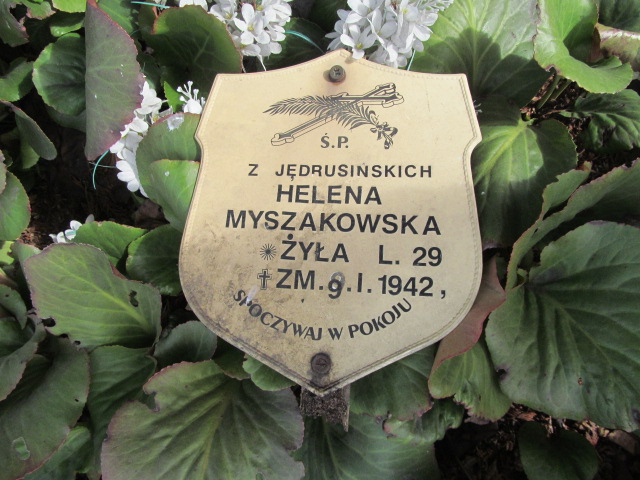 Ś.P.
Z JĘDRUSIŃSKICH
HELENA
MYSZAKOWSKA
ŻYŁA L. 29
ZM. 9.I.1942,
SPOCZYWAJ W POKOJU